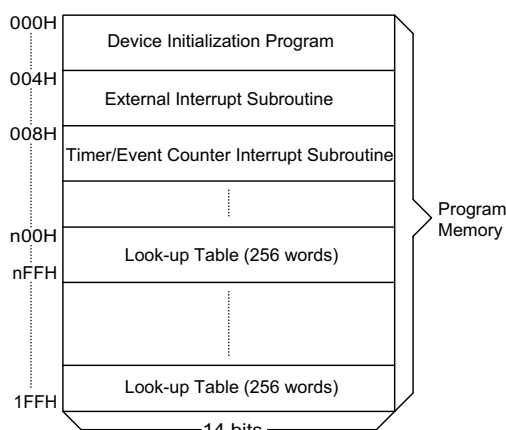 000H
Device Initialization Program
004H
External Interrupt Subroutine
008H
Timer/Event Counter Interrupt Subroutine
Program
Memory
n00H
Look-up Table (256 words)
nFFH
Look-up Table (256 words)
1FFH
14 bits